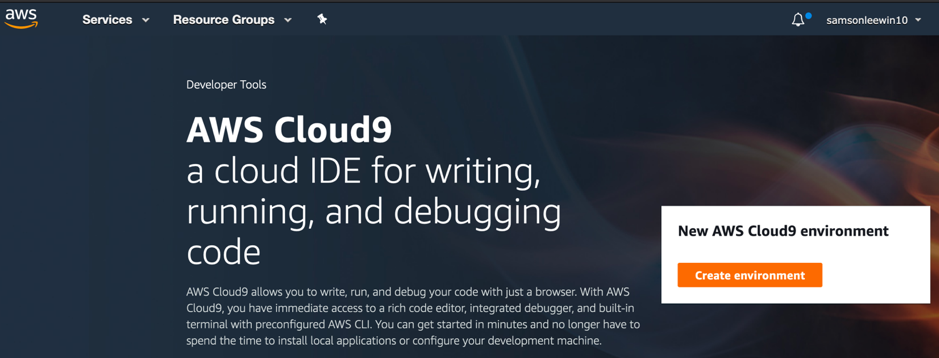 aws
Services
Resource Groups
samsonleewin10
Developer Tools
AWS Cloud9
a cloud IDE for writing,
running, and debugging
code
AWS Cloud9 allows you to write, run, and debug your code with just a browser. With AWS
Cloud9, you have immediate access to a rich code editor, integrated debugger, and built-in
terminal with preconfigured AWS CLI. You can get started in minutes and no longer have to
spend the time to install local applications or configure your development machine.
New AWS Cloud9 environment
Create environment